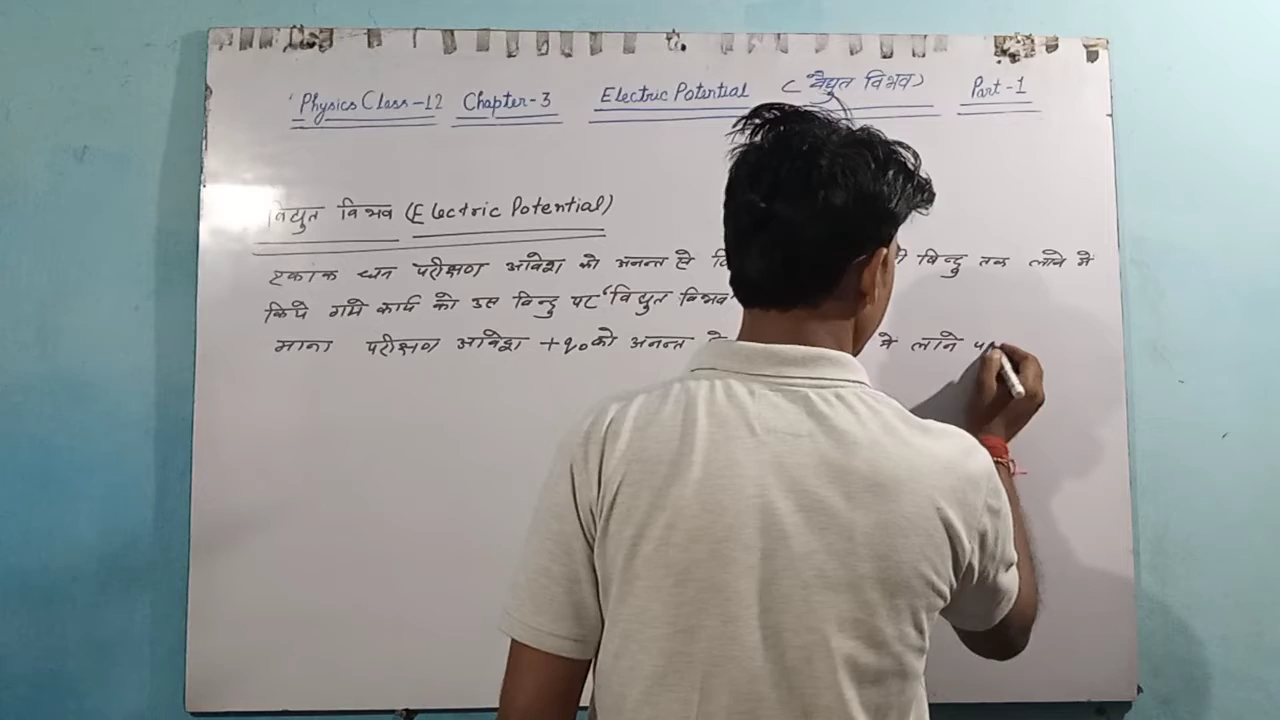 Physics Class-12 Chapter-3 Electric Potential (वैद्युत विभव) Part-1
विद्युत विभव (Electric Potential)
एकांक धन परीक्षण आवेश को अनन्त से बिन्दु तक लाने में
किये गये कार्य को उस बिन्दु पर "विद्युत विभव"
माना परीक्षण आवेश +q₀ को अनन्त से में लाने